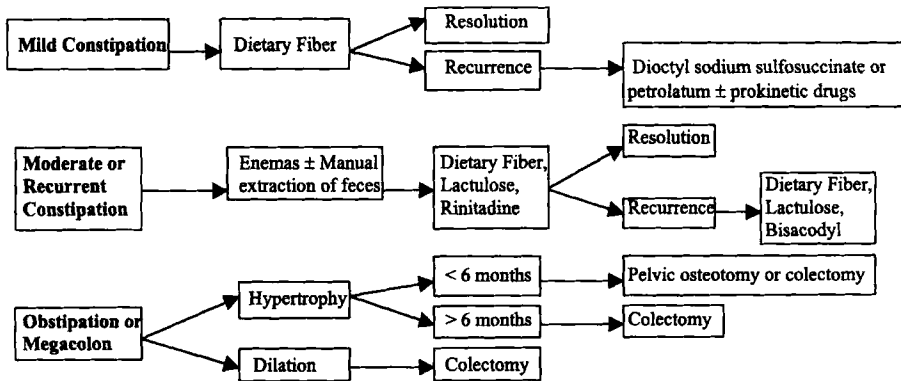 Mild Constipation
Dietary Fiber
Resolution
Recurrence
Dioctyl sodium sulfosuccinate or
petrolatum ± prokinetic drugs
Moderate or
Recurrent
Constipation
Enemas ± Manual
extraction of feces
Dietary Fiber,
Lactulose,
Rinitadine
Resolution
Recurrence
Dietary Fiber,
Lactulose,
Bisacodyl
Obstipation or
Megacolon
Hypertrophy
< 6 months
Pelvic osteotomy or colectomy
> 6 months
Colectomy
Dilation
Colectomy